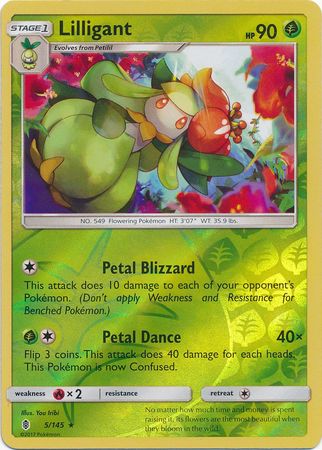 STAGE 1 Lilligant HP 90
Evolves from Petilil
NO. 549 Flowering Pokémon HT: 3'07" WT: 35.9 lbs.
Petal Blizzard
This attack does 10 damage to each of your opponent's
Pokémon. (Don't apply Weakness and Resistance for
Benched Pokémon.)
Petal Dance 40×
Flip 3 coins. This attack does 40 damage for each heads.
This Pokémon is now Confused.
weakness × 2 resistance retreat
Illus. You Iribi
5/145 ★
©2017 Pokémon
No matter how much time and money is spent
raising it, its flowers are the most beautiful when
they bloom in the wild.